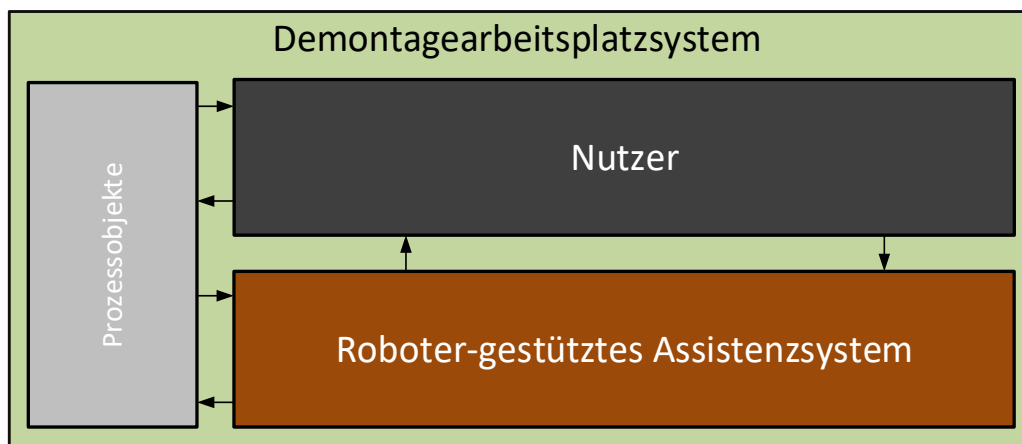 Demontagearbeitsplatzsystem
Prozessobjekte
Nutzer
Roboter-gestütztes Assistenzsystem